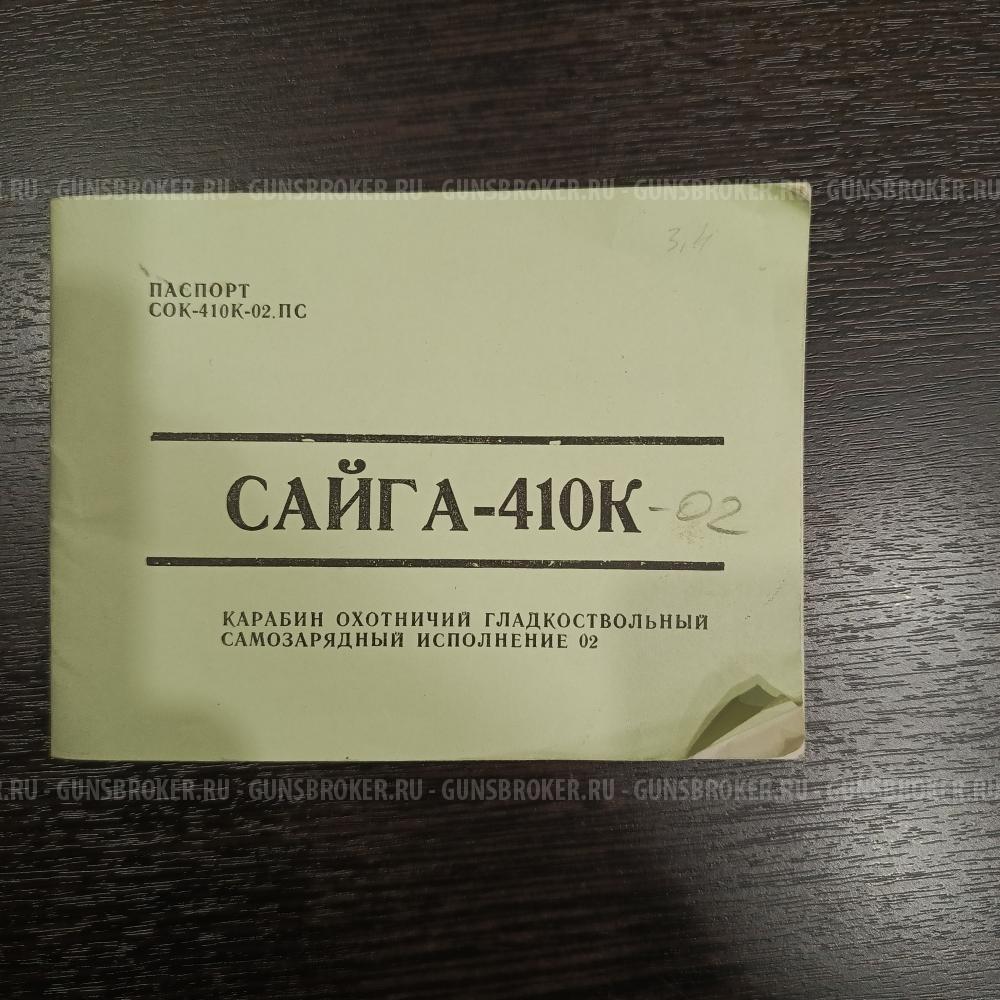 .RU - GUNSBROKER.RU - GUNSBROKER.RU - GUNSBROKER.RU - GUNSBROKER.RU - GUNSBROKER.RU
3,4
ПАСПОРТ
СОК-410К-02.ПС
САЙГА-410К-02
КАРАБИН ОХОТНИЧИЙ ГЛАДКОСТВОЛЬНЫЙ
САМОЗАРЯДНЫЙ ИСПОЛНЕНИЕ 02
.RU - GUNSBROKER.RU - GUNSBROKER.RU - GUNSBROKER.RU - GUNSBROKER.RU - GUNSBROKER.RU